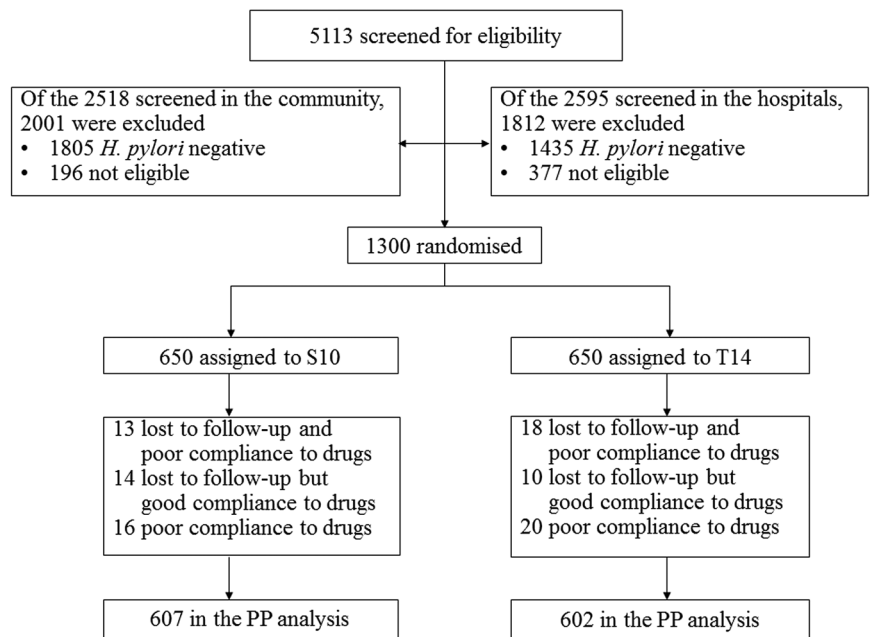 5113 screened for eligibility
Of the 2518 screened in the community,
2001 were excluded
• 1805 H. pylori negative
• 196 not eligible
Of the 2595 screened in the hospitals,
1812 were excluded
• 1435 H. pylori negative
• 377 not eligible
1300 randomised
650 assigned to S10
650 assigned to T14
13 lost to follow-up and
poor compliance to drugs
14 lost to follow-up but
good compliance to drugs
16 poor compliance to drugs
18 lost to follow-up and
poor compliance to drugs
10 lost to follow-up but
good compliance to drugs
20 poor compliance to drugs
607 in the PP analysis
602 in the PP analysis